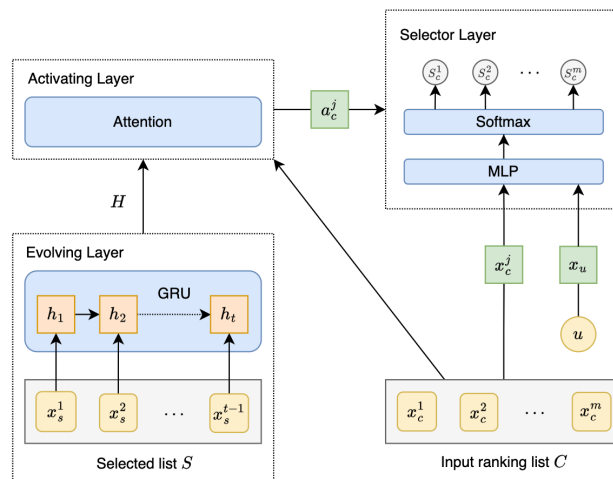 Selector Layer
$S_c^1$ $S_c^2$ ··· $S_c^m$
Softmax
MLP
Activating Layer
Attention
$a_c^j$
$H$
$x_c^j$ $x_u$
$u$
Evolving Layer
GRU
$h_1$ $h_2$ $h_t$
$x_s^1$ $x_s^2$ ··· $x_s^{t-1}$
Selected list $S$
$x_c^1$ $x_c^2$ ··· $x_c^m$
Input ranking list $C$